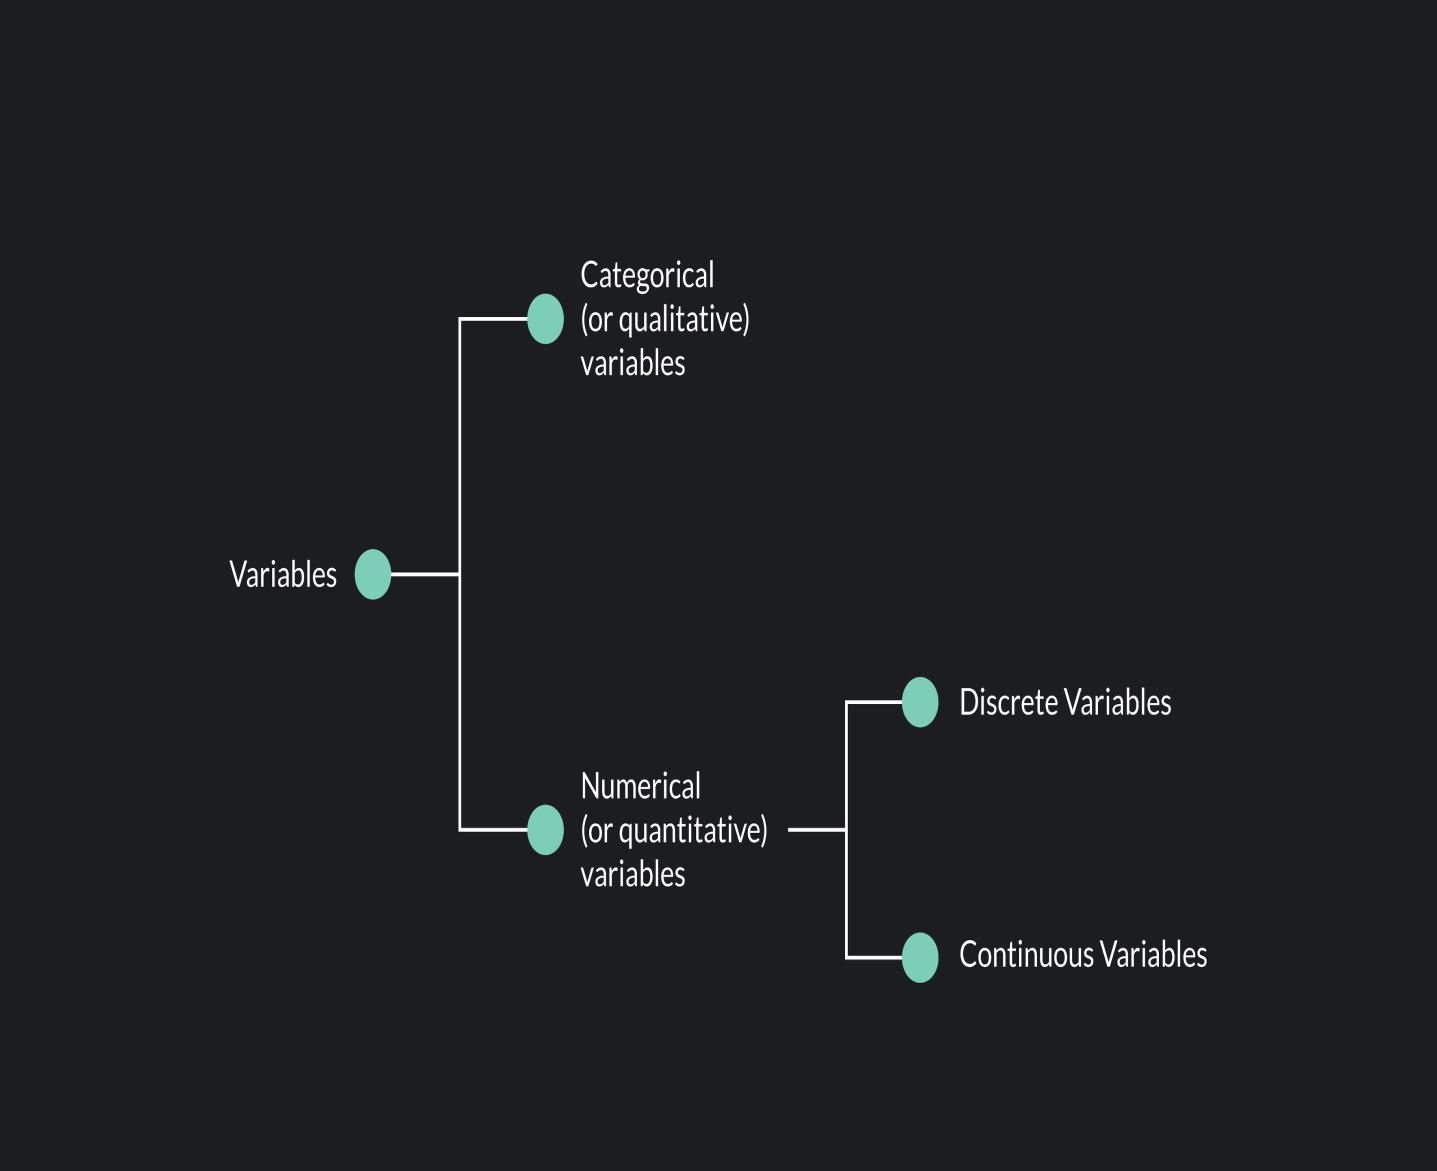 Variables
Categorical
(or qualitative)
variables
Numerical
(or quantitative)
variables
Discrete Variables
Continuous Variables